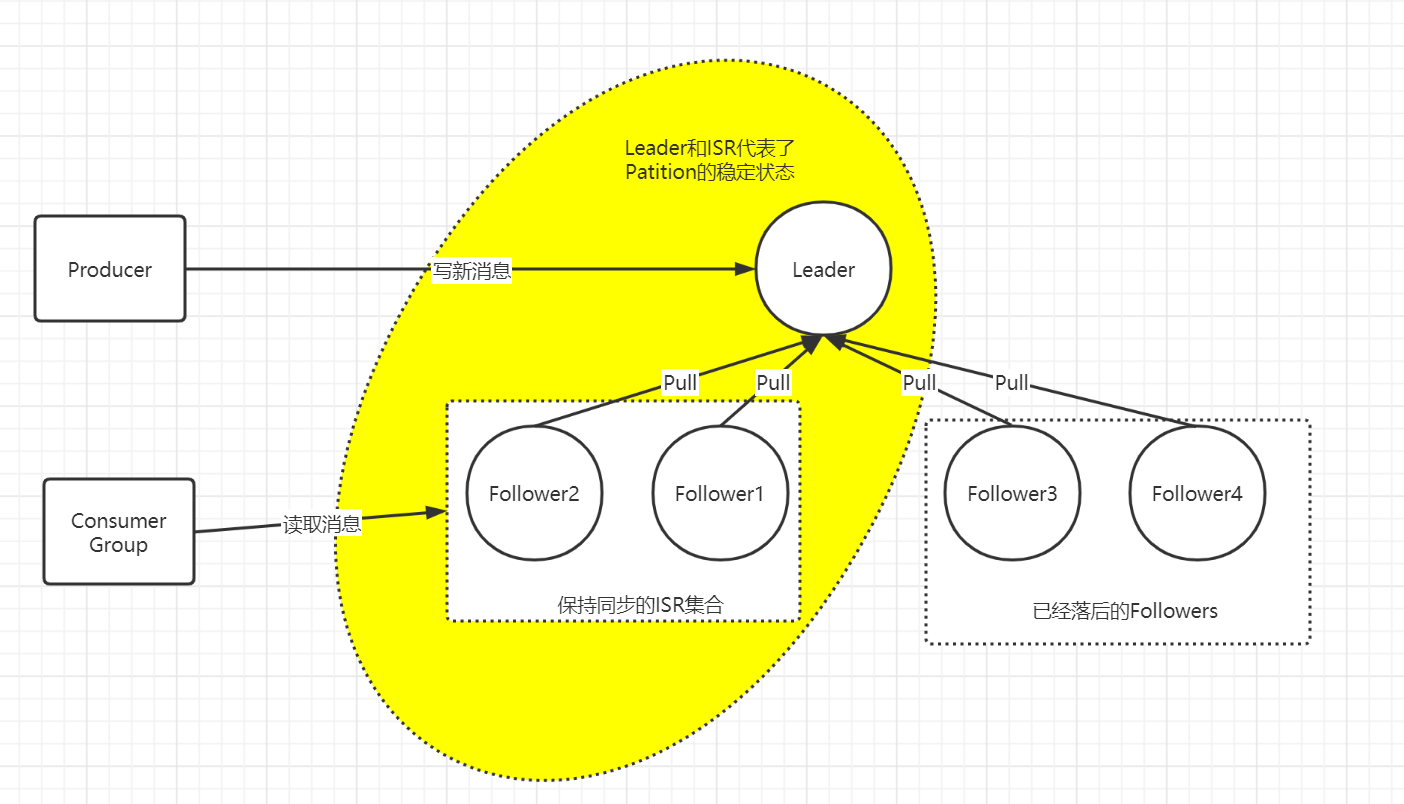 Leader和ISR代表了
Patition的稳定状态
Producer
写新消息
Leader
Pull
Pull
Pull
Pull
Consumer
Group
读取消息
Follower2
Follower1
Follower3
Follower4
保持同步的ISR集合
已经落后的Followers